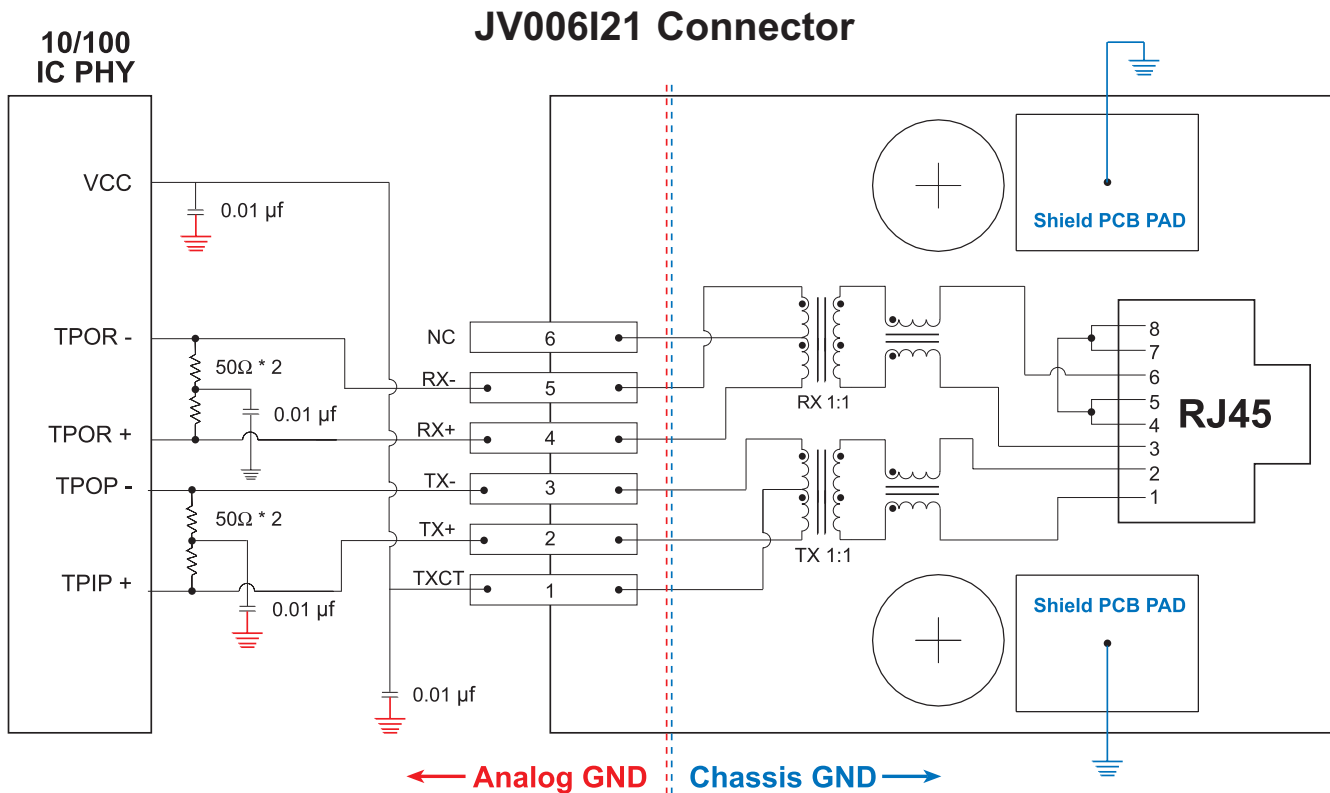 JV006I21 Connector
10/100
IC PHY
VCC
0.01 µf
Shield PCB PAD
TPOR -
50Ω * 2
0.01 µf
TPOR +
TPOP -
50Ω * 2
TPIP +
0.01 µf
0.01 µf
NC
6
RX-
5
RX+
4
TX-
3
TX+
2
TXCT
1
RX 1:1
TX 1:1
8
7
6
5
4
3
2
1
RJ45
Shield PCB PAD
Analog GND
Chassis GND